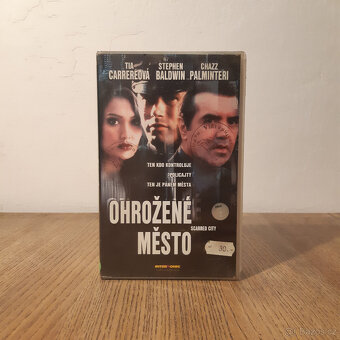 TIA STEPHEN CHAZZ
CARREREOVÁ BALDWIN PALMINTERI
TEN KDO KONTROLUJE
POLICAJTY
TEN JE PÁNEM MĚSTA
OHROŽENÉ
MĚSTO
SCARRED CITY
30,-